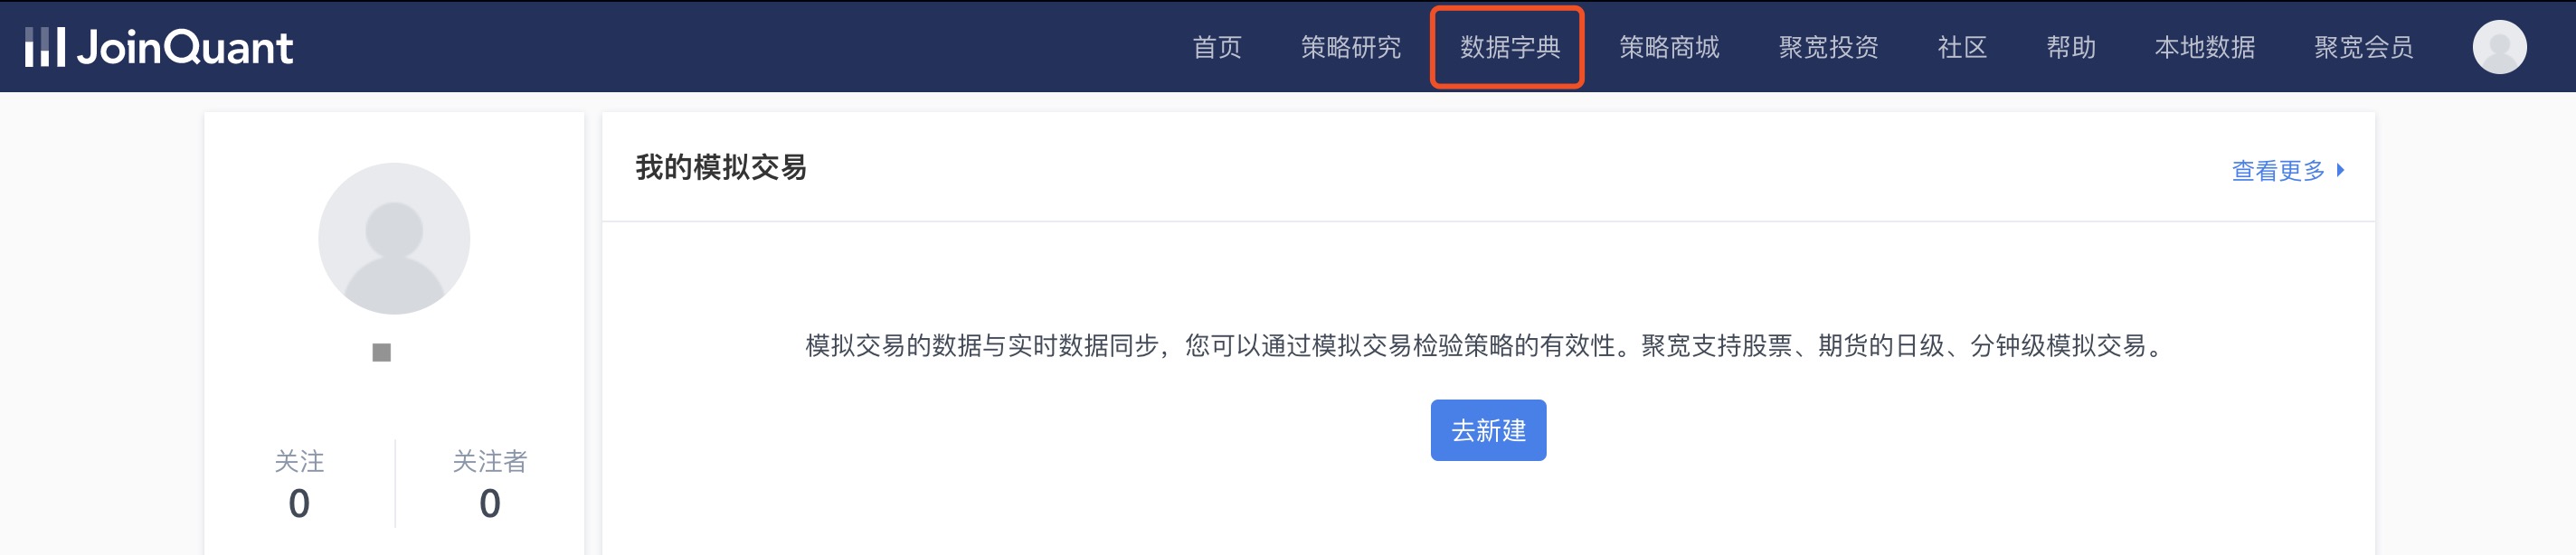 JoinQuant
首页 策略研究 数据字典 策略商城 聚宽投资 社区 帮助 本地数据 聚宽会员
我的模拟交易
查看更多
模拟交易的数据与实时数据同步，您可以通过模拟交易检验策略的有效性。聚宽支持股票、期货的日级、分钟级模拟交易。
去新建
关注 关注者
0 0